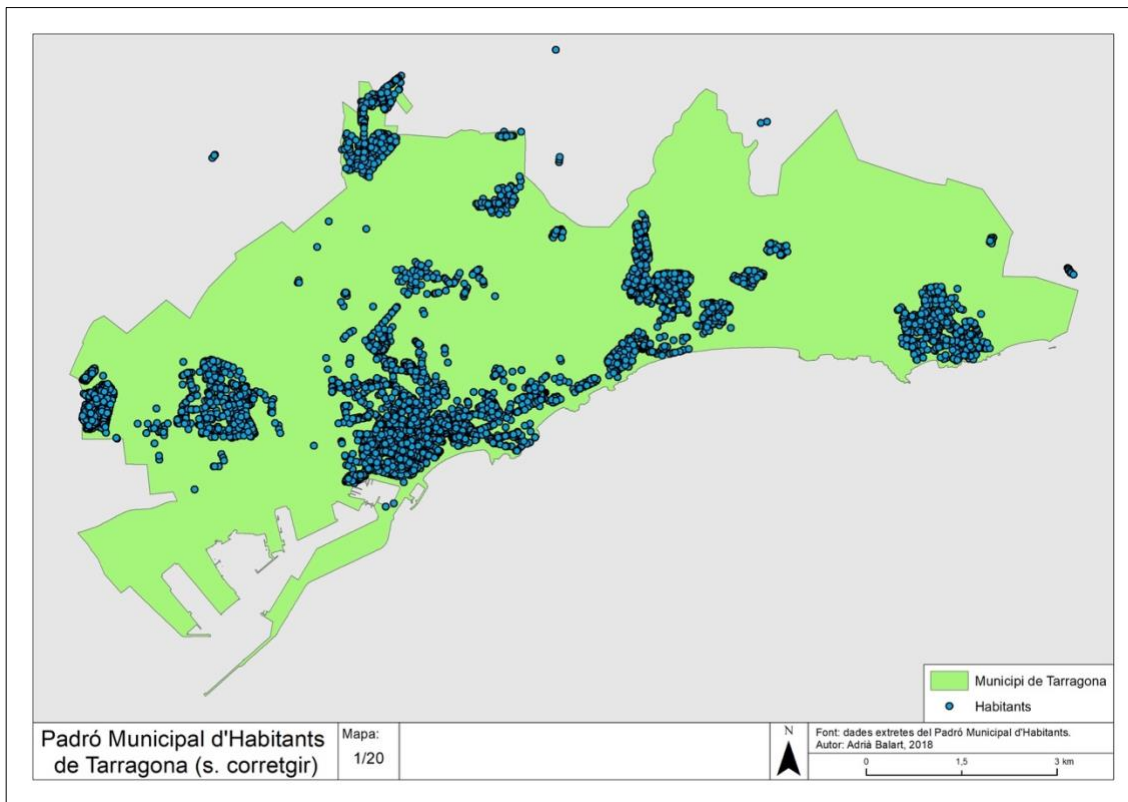 Municipi de Tarragona
Habitants
Padró Municipal d'Habitants
de Tarragona (s. corretgir)
Mapa:
1/20
N
Font: dades extretes del Padró Municipal d'Habitants.
Autor: Adrià Balart, 2018
0 1,5 3 km